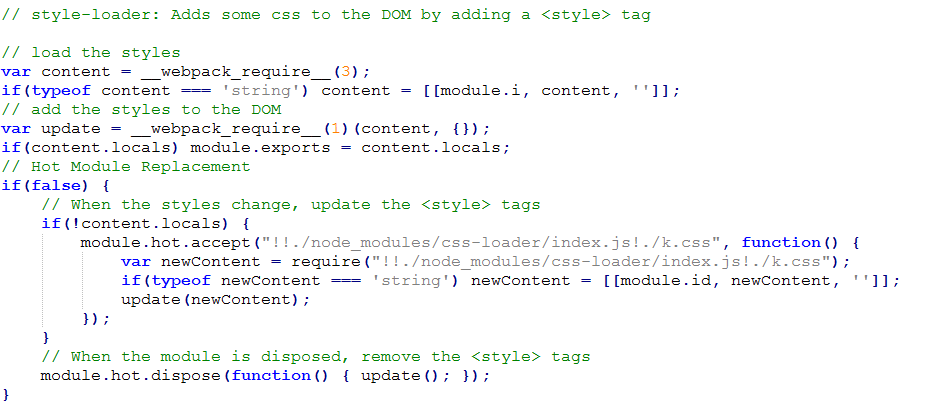 // style-loader: Adds some css to the DOM by adding a <style> tag

// load the styles
var content = __webpack_require__(3);
if(typeof content === 'string') content = [[module.i, content, '']];
// add the styles to the DOM
var update = __webpack_require__(1)(content, {});
if(content.locals) module.exports = content.locals;
// Hot Module Replacement
if(false) {
    // When the styles change, update the <style> tags
    if(!content.locals) {
        module.hot.accept("!!./node_modules/css-loader/index.js!./k.css", function() {
            var newContent = require("!!./node_modules/css-loader/index.js!./k.css");
            if(typeof newContent === 'string') newContent = [[module.id, newContent, '']];
            update(newContent);
        });
    }
    // When the module is disposed, remove the <style> tags
    module.hot.dispose(function() { update(); });
}